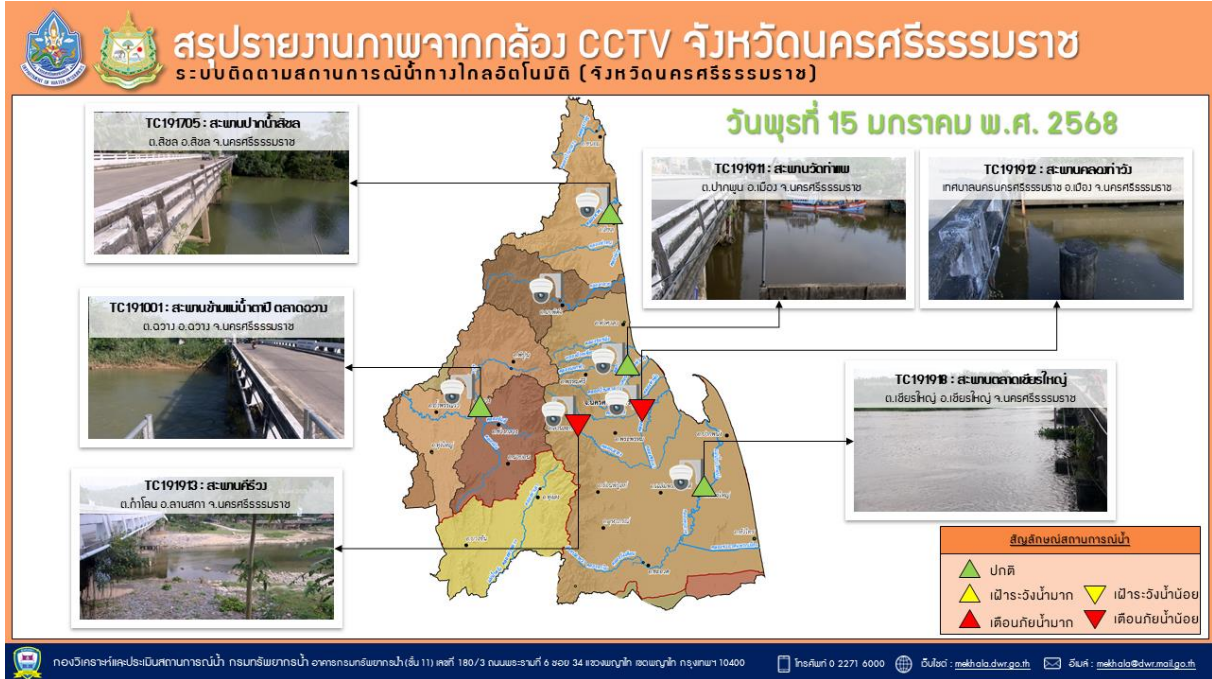 สรุปรายงานภาพจากกล้อง CCTV จังหวัดนครศรีธรรมราช
ระบบติดตามสถานการณ์น้ำทางไกลอัตโนมัติ (จังหวัดนครศรีธรรมราช)
วันพุธที่ 15 มกราคม พ.ศ. 2568
TC191705 : สะพานปากน้ำสิชล
ต.สิชล อ.สิชล จ.นครศรีธรรมราช
TC191911 : สะพานวัดท่าแพ
ต.ปากพูน อ.เมือง จ.นครศรีธรรมราช
TC191912 : สะพานคลองท่าวัง
เทศบาลนครนครศรีธรรมราช อ.เมือง จ.นครศรีธรรมราช
TC191001 : สะพานข้ามแม่น้ำตาปี ตลาดฉวาง
ต.ฉวาง อ.ฉวาง จ.นครศรีธรรมราช
TC191918 : สะพานตลาดเชียรใหญ่
ต.เชียรใหญ่ อ.เชียรใหญ่ จ.นครศรีธรรมราช
TC191913 : สะพานคีรีวง
ต.กำโลน อ.ลานสกา จ.นครศรีธรรมราช
สัญลักษณ์สถานการณ์น้ำ
ปกติ
เฝ้าระวังน้ำมาก
เฝ้าระวังน้ำน้อย
เตือนภัยน้ำมาก
เตือนภัยน้ำน้อย
กองวิเคราะห์และประเมินสถานการณ์น้ำ กรมทรัพยากรน้ำ อาคารกรมทรัพยากรน้ำ (ชั้น 11) เลขที่ 180/3 ถนนพระรามที่ 6 ซอย 34 แขวงพญาไท เขตพญาไท กรุงเทพฯ 10400
โทรศัพท์ 0 2271 6000
เว็บไซต์ : mekhala.dwr.go.th
อีเมล์ : mekhala@dwr.mail.go.th